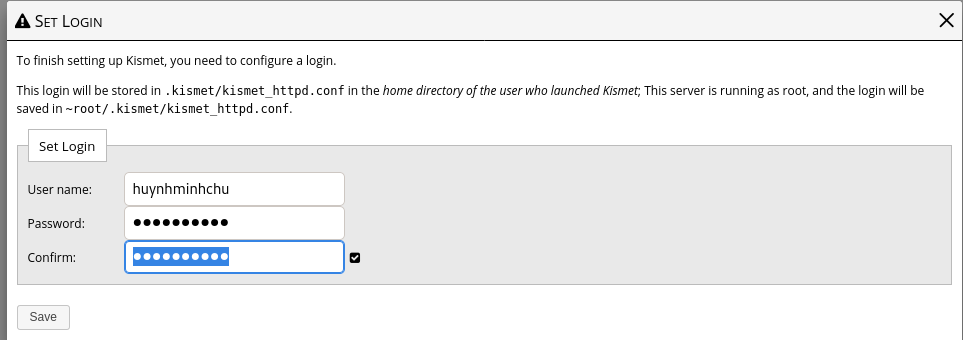 Set Login
To finish setting up Kismet, you need to configure a login.
This login will be stored in .kismet/kismet_httpd.conf in the home directory of the user who launched Kismet; This server is running as root, and the login will be
saved in ~root/.kismet/kismet_httpd.conf.
Set Login
User name: huynhminhchu
Password: ●●●●●●●●●●
Confirm: ●●●●●●●●●●
Save